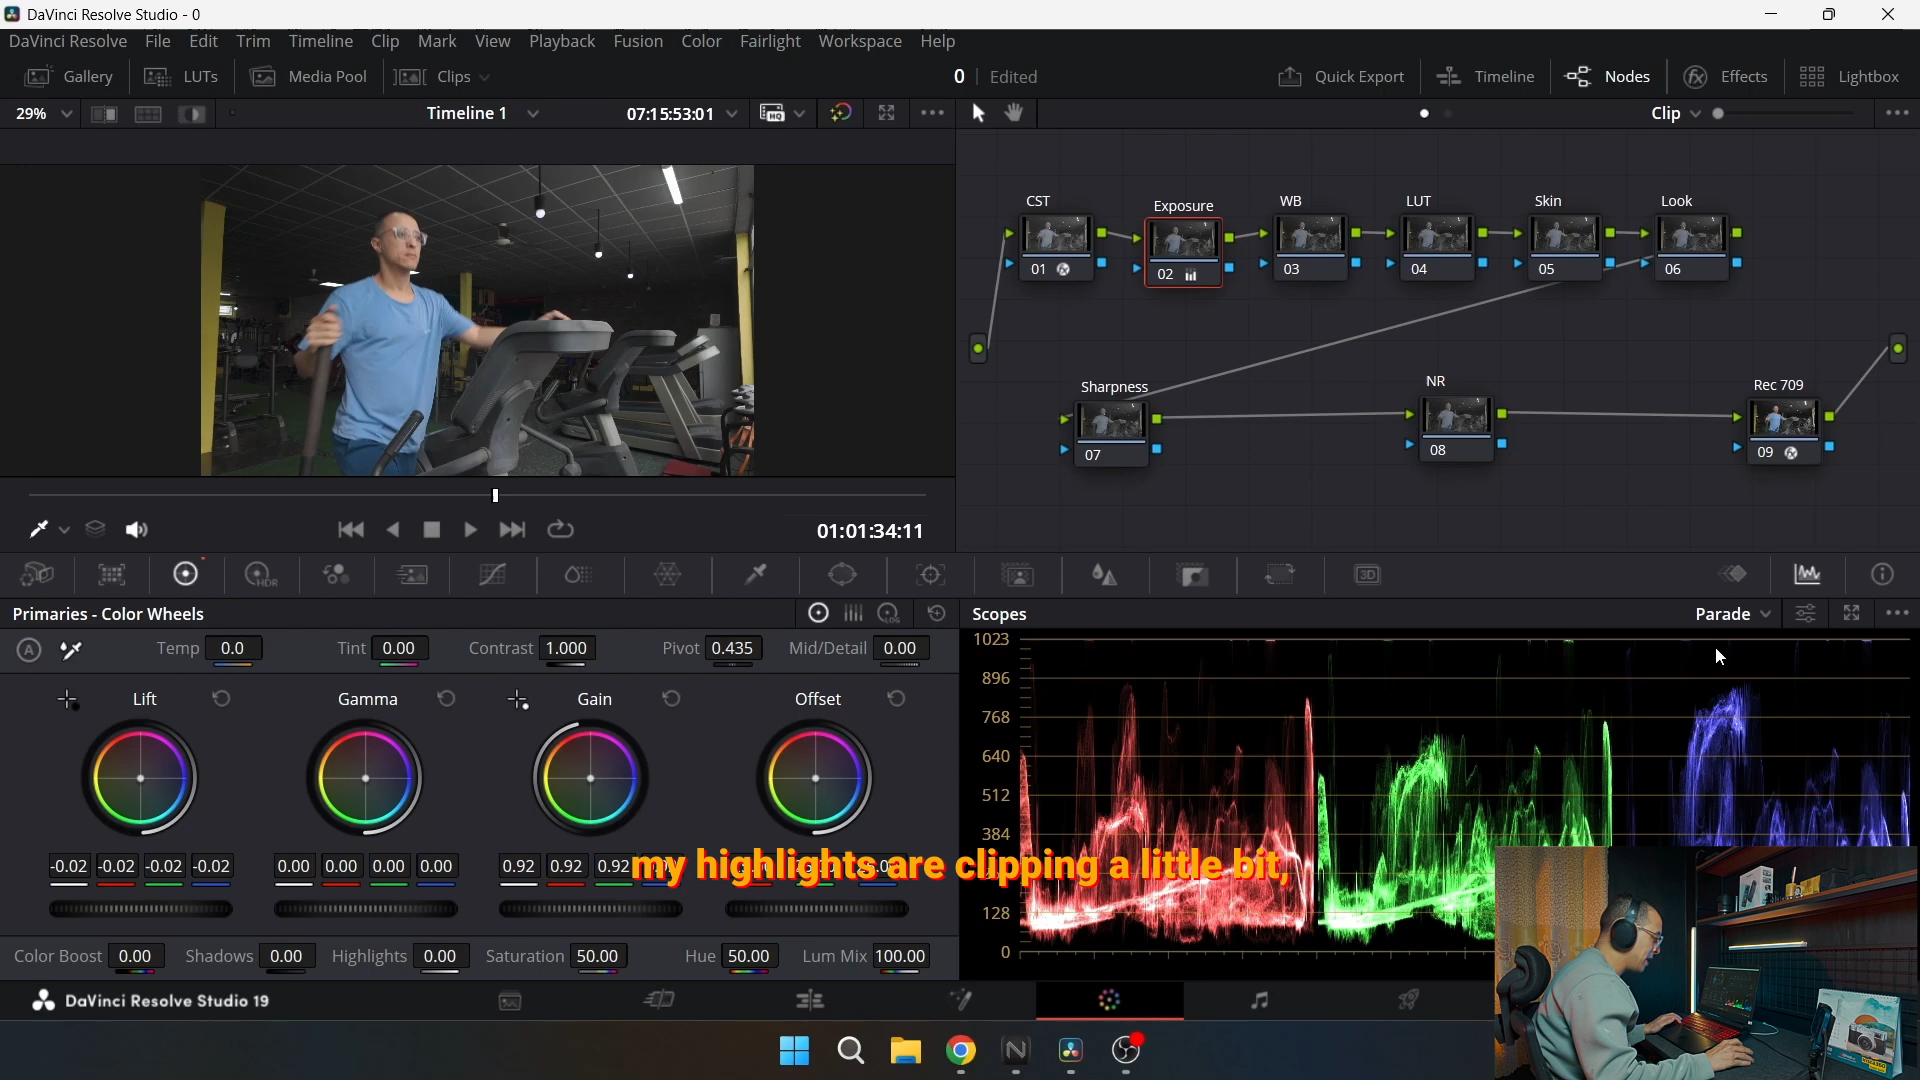 DaVinci Resolve Studio - 0
DaVinci Resolve File Edit Trim Timeline Clip Mark View Playback Fusion Color Fairlight Workspace Help
Gallery LUTs Media Pool Clips 0 Edited Quick Export Timeline Nodes Effects Lightbox
29% Timeline 1 07:15:53:01 HQ Clip
CST Exposure WB LUT Skin Look
01 02 03 04 05 06
Sharpness NR Rec 709
07 08 09
01:01:34:11
HDR 3D
Primaries - Color Wheels LOG Scopes Parade
A Temp 0.0 Tint 0.00 Contrast 1.000 Pivot 0.435 Mid/Detail 0.00
Lift Gamma Gain Offset
-0.02 -0.02 -0.02 -0.02 0.00 0.00 0.00 0.00 0.92 0.92 0.92
1023
896
768
640
512
384
128
0
my highlights are clipping a little bit,
Color Boost 0.00 Shadows 0.00 Highlights 0.00 Saturation 50.00 Hue 50.00 Lum Mix 100.00
DaVinci Resolve Studio 19